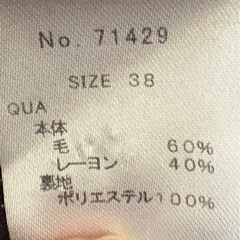 No. 71429
SIZE 38
QUA
本体
毛 60%
レーヨン 40%
裏地
ポリエステル100%